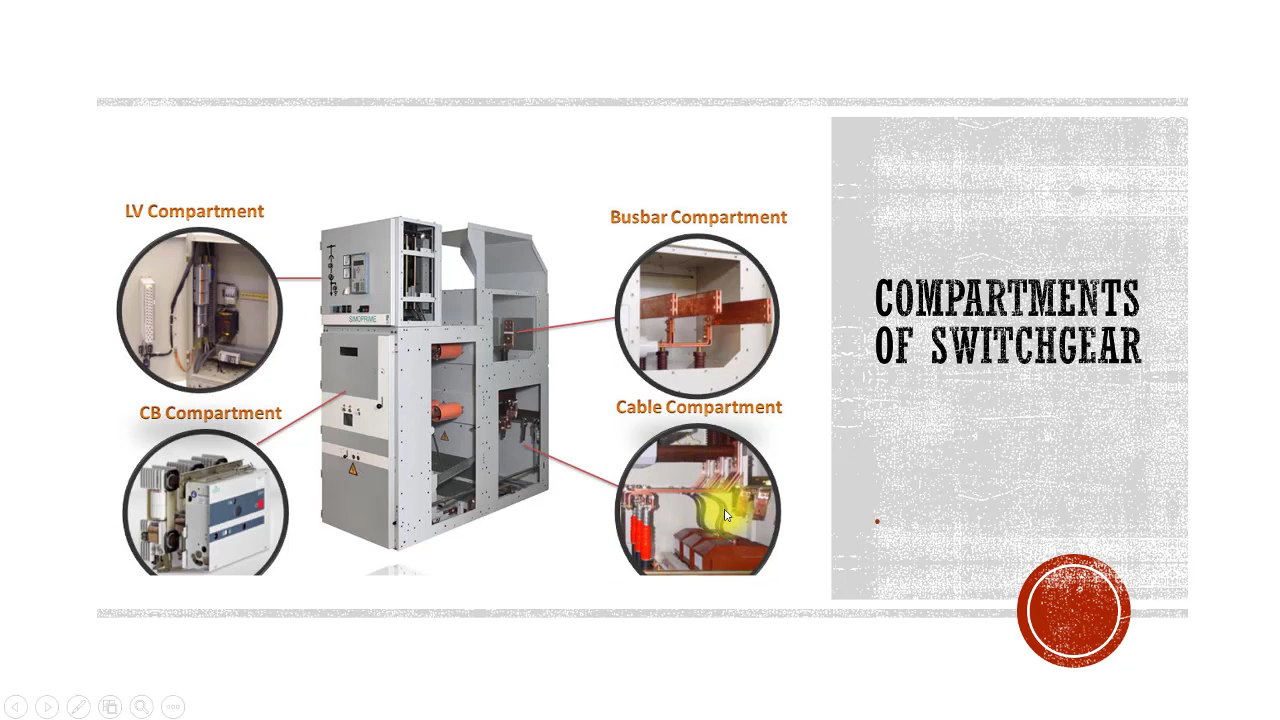 LV Compartment
Busbar Compartment
SIMOPRIME
CB Compartment
Cable Compartment
COMPARTMENTS
OF SWITCHGEAR